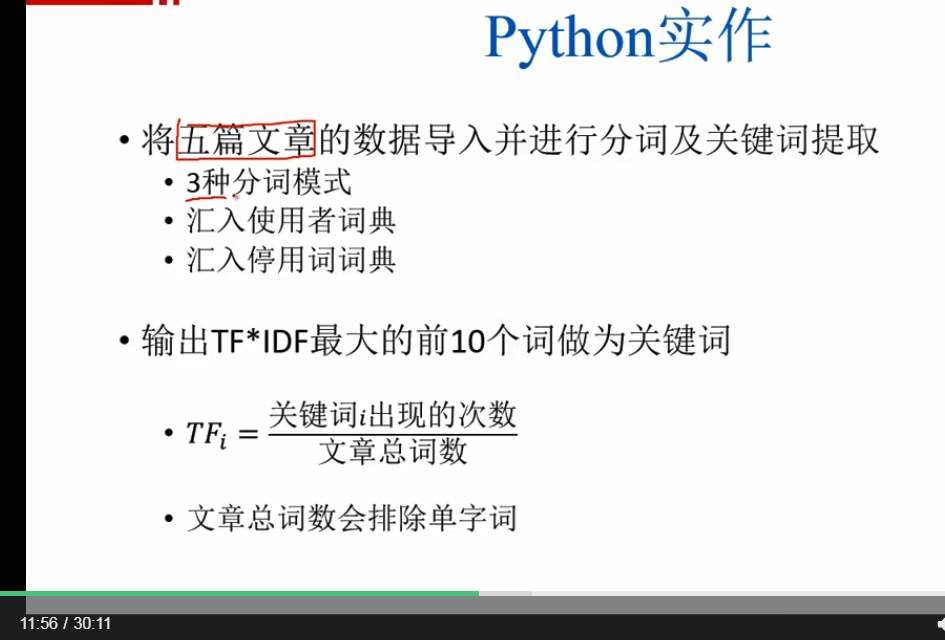 Python实作
• 将五篇文章的数据导入并进行分词及关键词提取
• 3种分词模式
• 汇入使用者词典
• 汇入停用词词典
• 输出TF*IDF最大的前10个词做为关键词
• TFᵢ = 关键词i出现的次数
文章总词数
• 文章总词数会排除单字词
11:56 / 30:11